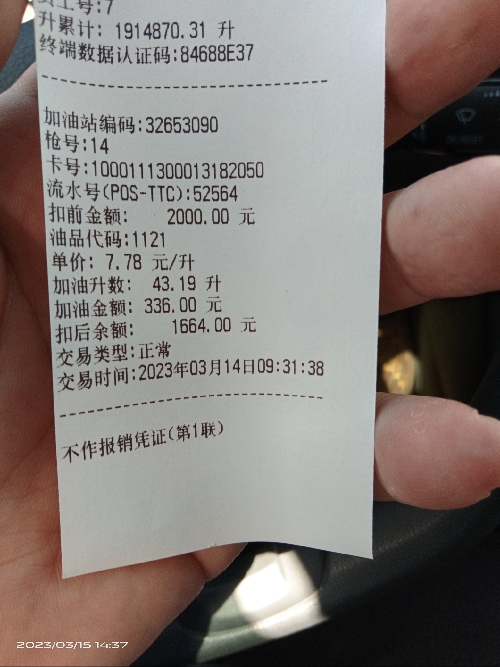 员工号:7
升累计: 1914870.31 升
终端数据认证码:84688E37
加油站编码:32653090
枪号:14
卡号:1000111300013182050
流水号(POS-TTC):52564
扣前金额: 2000.00 元
油品代码:1121
单价: 7.78 元/升
加油升数: 43.19 升
加油金额: 336.00 元
扣后余额: 1664.00 元
交易类型:正常
交易时间:2023年03月14日09:31:38
不作报销凭证(第1联)
2023/03/15 14:37